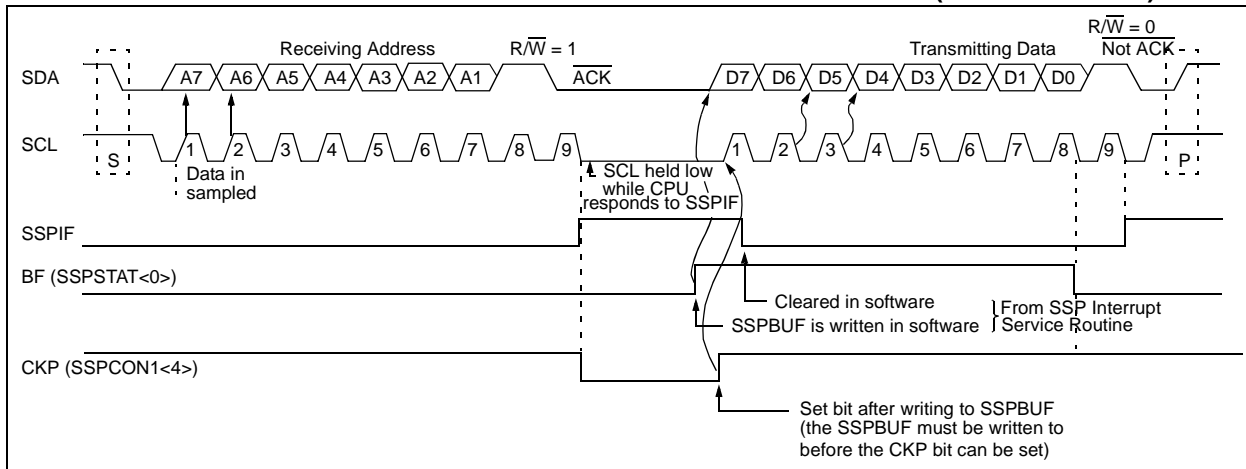 R/W = 0
Receiving Address R/W = 1 Transmitting Data Not ACK
SDA A7 A6 A5 A4 A3 A2 A1 ACK D7 D6 D5 D4 D3 D2 D1 D0
SCL 1 2 3 4 5 6 7 8 9 1 2 3 4 5 6 7 8 9
S P
Data in
sampled
SCL held low
while CPU
responds to SSPIF
SSPIF
BF (SSPSTAT<0>)
Cleared in software
SSPBUF is written in software
From SSP Interrupt
Service Routine
CKP (SSPCON1<4>)
Set bit after writing to SSPBUF
(the SSPBUF must be written to
before the CKP bit can be set)